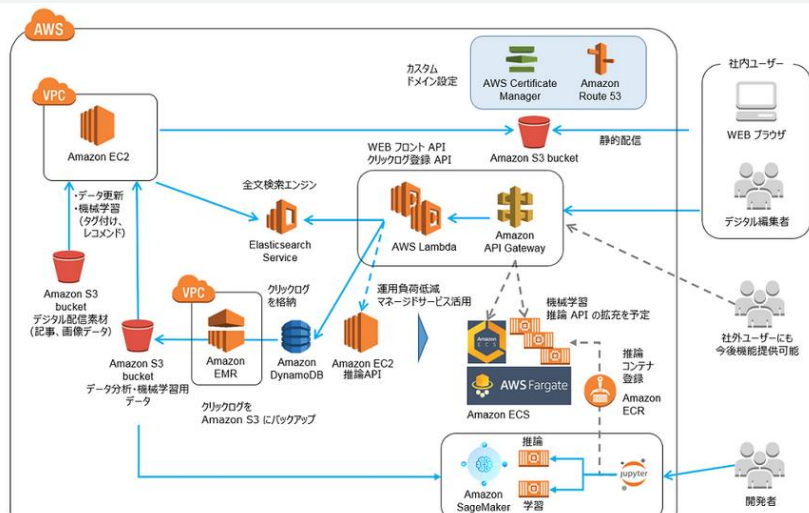 AWS
カスタム
ドメイン設定
AWS Certificate
Manager
Amazon
Route 53
社内ユーザー
WEB ブラウザ
デジタル編集者
VPC
Amazon EC2
Amazon S3 bucket
静的配信
WEB フロント API
クリックログ登録 API
・データ更新
・機械学習
(タグ付け、
レコメンド)
全文検索エンジン
Elasticsearch
Service
AWS Lambda
Amazon
API Gateway
Amazon S3
bucket
デジタル配信素材
(記事、画像データ)
VPC
Amazon
EMR
クリックログ
を格納
Amazon
DynamoDB
運用負荷低減
マネージドサービス活用
Amazon EC2
推論API
機械学習
推論 API の拡充を予定
Amazon
ECS
AWS Fargate
Amazon ECS
推論
コンテナ
登録
Amazon
ECR
社外ユーザーにも
今後機能提供可能
Amazon S3
bucket
データ分析・機械学習用
データ
クリックログを
Amazon S3 にバックアップ
Amazon
SageMaker
推論
学習
jupyter
開発者